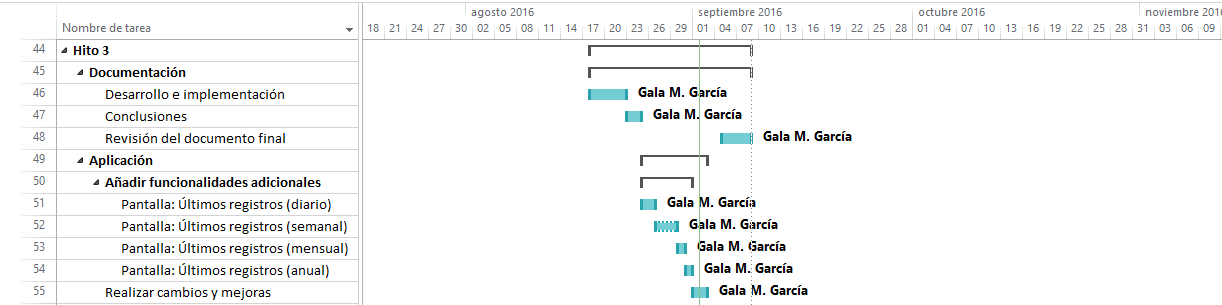 agosto 2016 septiembre 2016 octubre 2016 noviembre 2016
Nombre de tarea 18 21 24 27 30 02 05 08 11 14 17 20 23 26 29 01 04 07 10 13 16 19 22 25 28 01 04 07 10 13 16 19 22 25 28 31 03 06 09
44 Hito 3
45 Documentación
46 Desarrollo e implementación Gala M. García
47 Conclusiones Gala M. García
48 Revisión del documento final Gala M. García
49 Aplicación
50 Añadir funcionalidades adicionales
51 Pantalla: Últimos registros (diario) Gala M. García
52 Pantalla: Últimos registros (semanal) Gala M. García
53 Pantalla: Últimos registros (mensual) Gala M. García
54 Pantalla: Últimos registros (anual) Gala M. García
55 Realizar cambios y mejoras Gala M. García